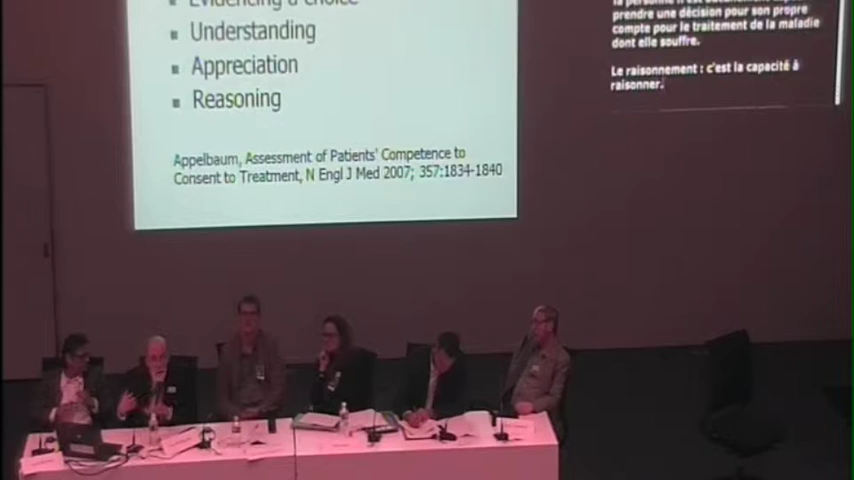 Evidencing a choice
Understanding
Appreciation
Reasoning
Appelbaum, Assessment of Patients' Competence to
Consent to Treatment, N Engl J Med 2007; 357:1834-1840
prendre une décision pour son propre
compte pour le traitement de la maladie
dont elle souffre.
Le raisonnement : c'est la capacité à
raisonner.